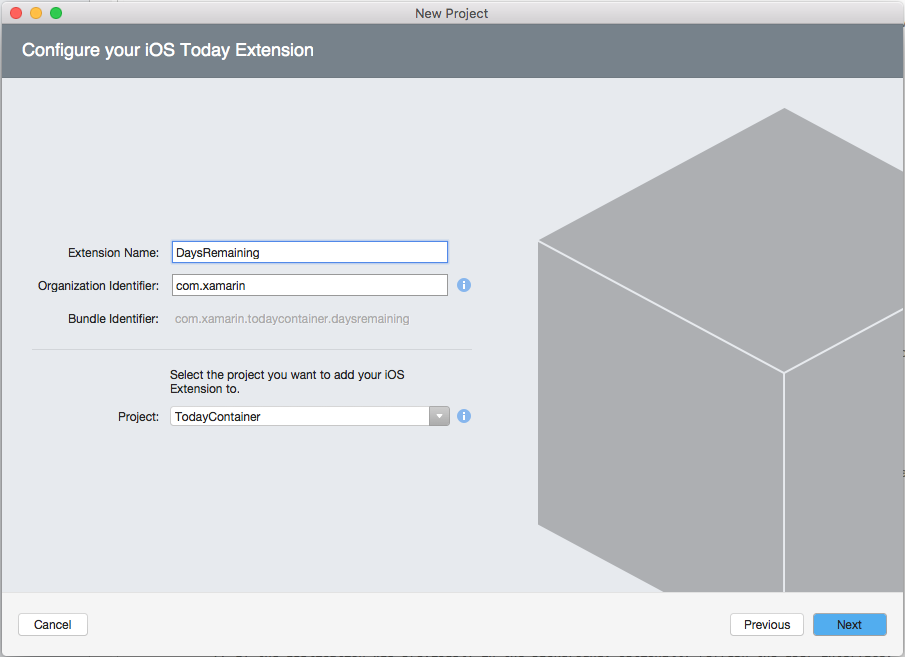 New Project
Configure your iOS Today Extension
Extension Name: DaysRemaining
Organization Identifier: com.xamarin
Bundle Identifier: com.xamarin.todaycontainer.daysremaining
Select the project you want to add your iOS
Extension to.
Project: TodayContainer
Cancel Previous Next